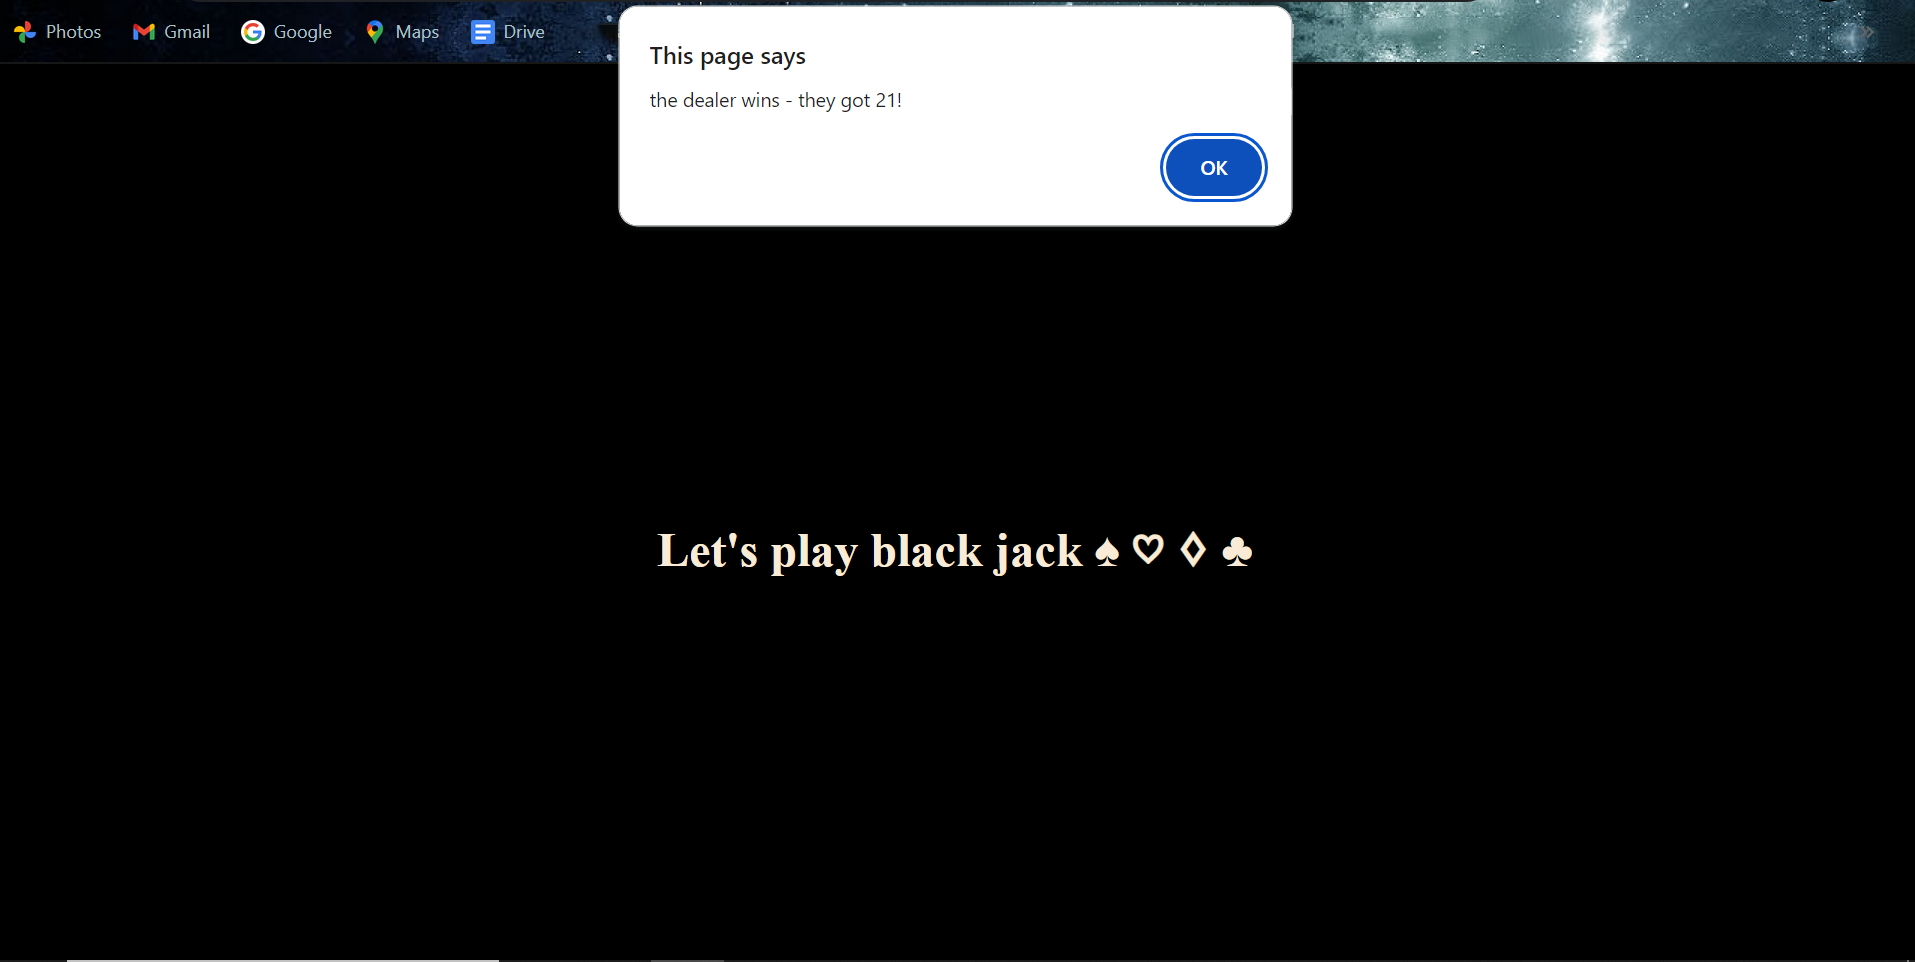 Photos Gmail Google Maps Drive
This page says
the dealer wins - they got 21!
OK
Let's play black jack ♠ ♡ ◊ ♣